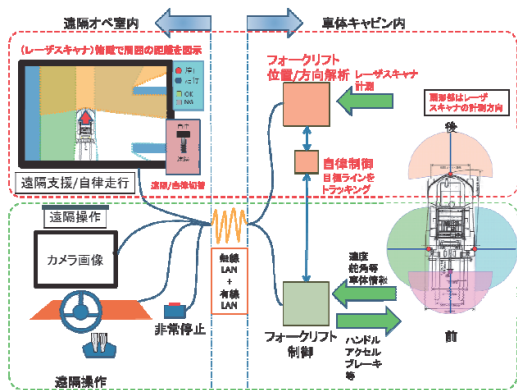 遠隔オペ室内
車体キャビン内
(レーザスキャナ)俯瞰で周囲の距離を図示
OK
NG
遠隔/自律切替
遠隔支援/自律走行
フォークリフト
位置/方向解析
レーザスキャナ
計測
自律制御
目標ラインを
トラッキング
扇形部はレーザ
スキャナの計測方向
後
遠隔操作
カメラ画像
非常停止
遠隔操作
無線
LAN
+
有線
LAN
フォークリフト
制御
速度
舵角等
車体情報
ハンドル
アクセル
ブレーキ
等
前